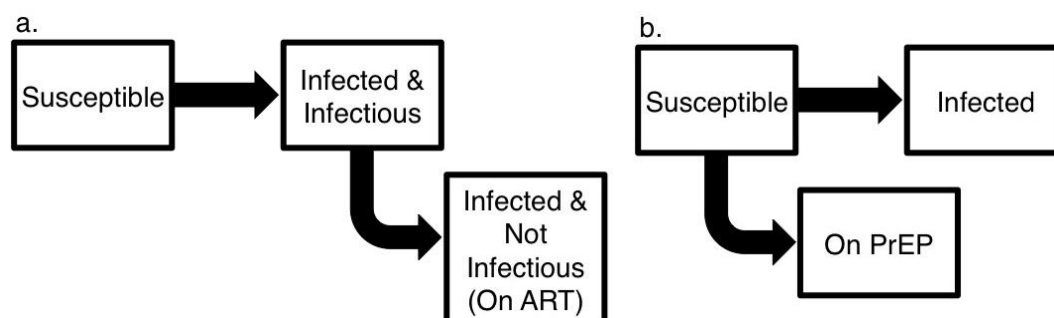 a.
Susceptible
Infected &
Infectious
Infected &
Not
Infectious
(On ART)
b.
Susceptible
Infected
On PrEP